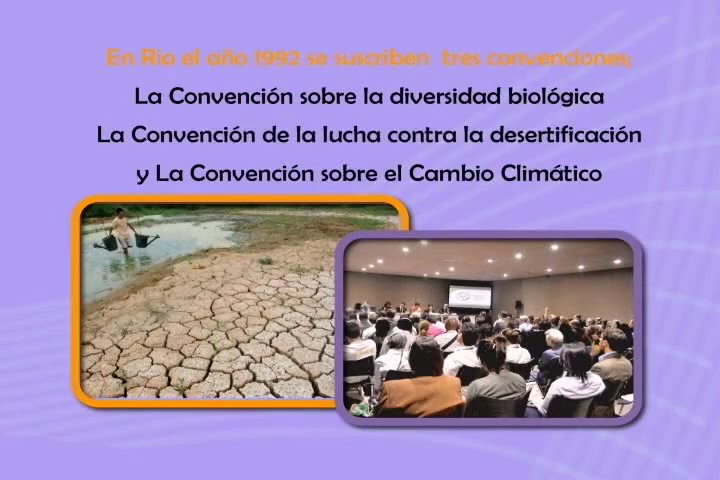 En Rio el año 1992 se suscriben tres convenciones;
La Convención sobre la diversidad biológica
La Convención de la lucha contra la desertificación
y La Convención sobre el Cambio Climático